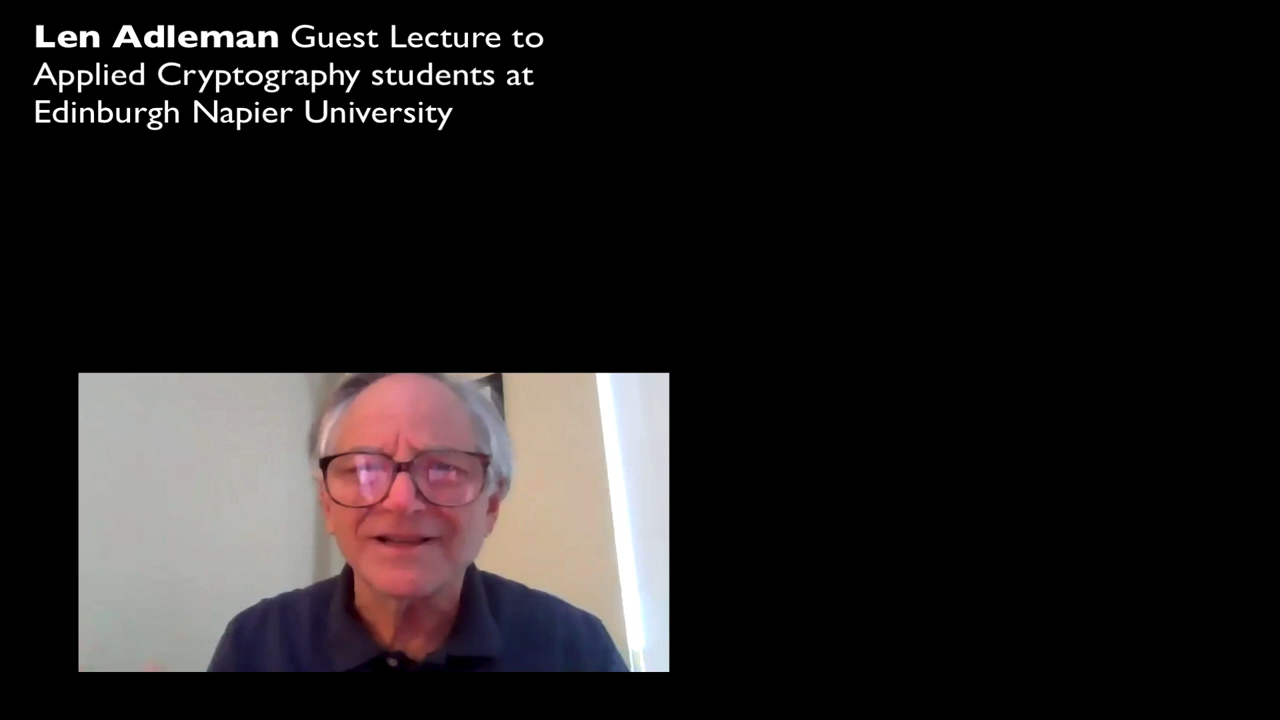 Len Adleman Guest Lecture to
Applied Cryptography students at
Edinburgh Napier University